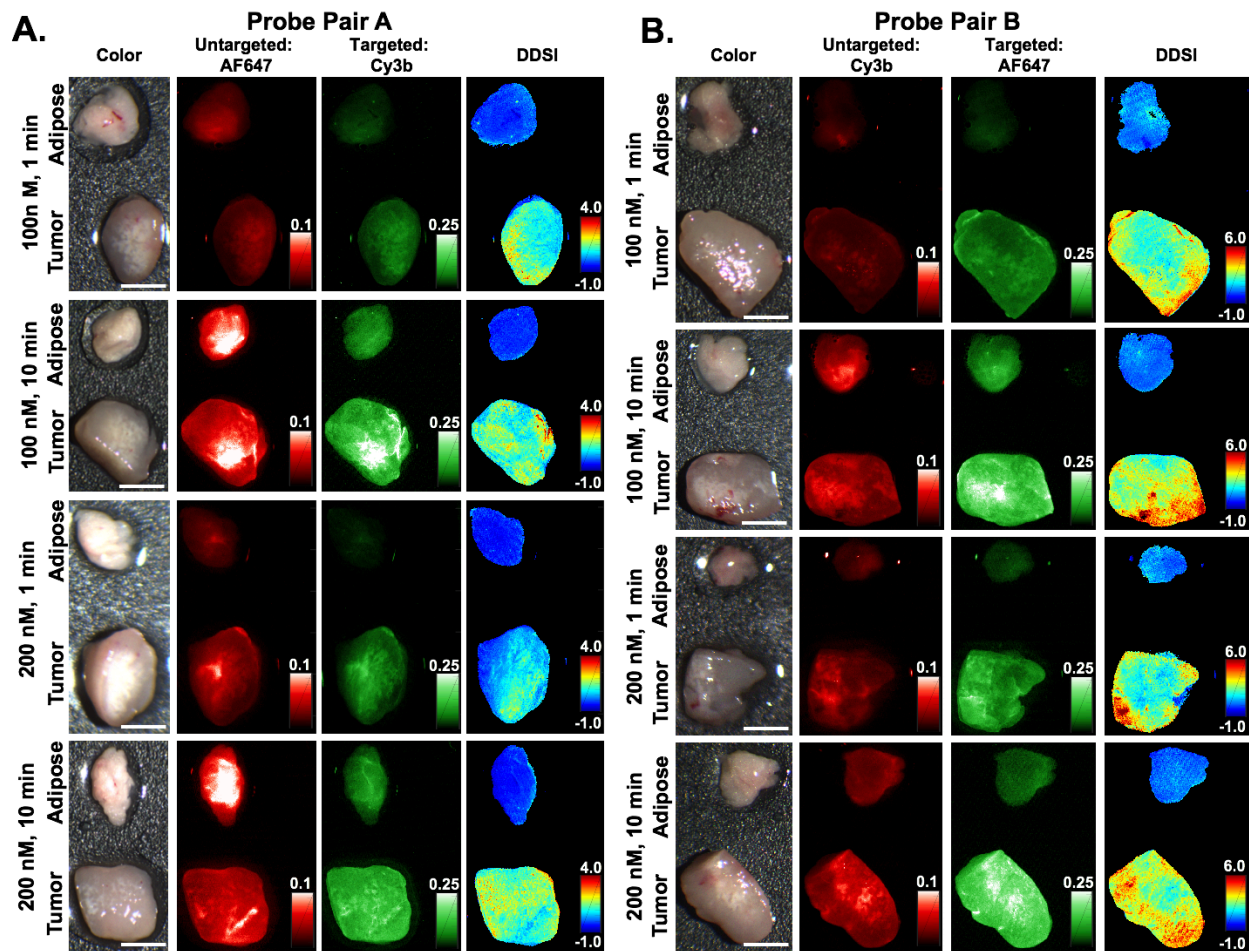 A.
Probe Pair A
Color
Untargeted:
AF647
Targeted:
Cy3b
DDSI
100n M, 1 min
Adipose
Tumor
0.1
0.25
4.0
-1.0
100 nM, 10 min
Adipose
Tumor
0.1
0.25
4.0
-1.0
200 nM, 1 min
Adipose
Tumor
0.1
0.25
4.0
-1.0
200 nM, 10 min
Adipose
Tumor
0.1
0.25
4.0
-1.0
B.
Probe Pair B
Color
Untargeted:
Cy3b
Targeted:
AF647
DDSI
100 nM, 1 min
Adipose
Tumor
0.1
0.25
6.0
-1.0
100 nM, 10 min
Adipose
Tumor
0.1
0.25
6.0
-1.0
200 nM, 1 min
Adipose
Tumor
0.1
0.25
6.0
-1.0
200 nM, 10 min
Adipose
Tumor
0.1
0.25
6.0
-1.0